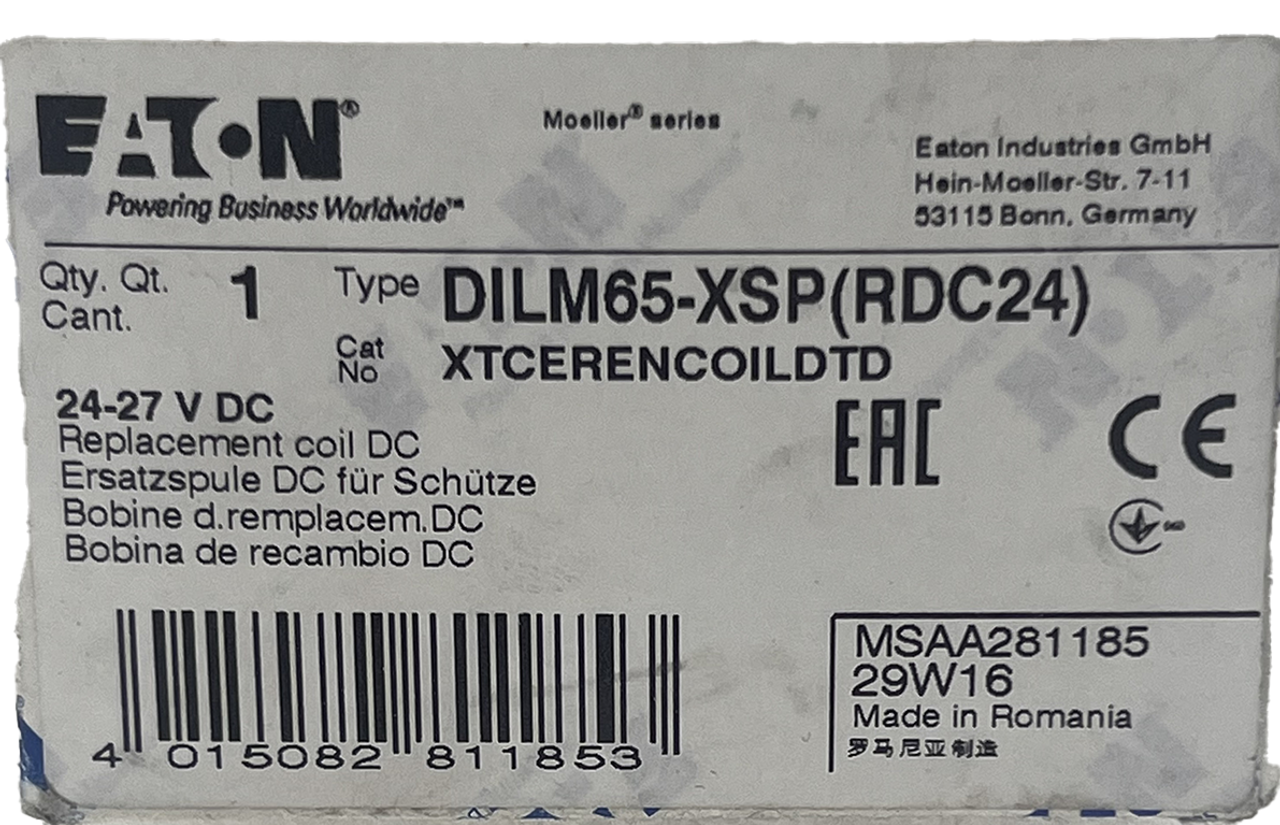 EATON®
Powering Business Worldwide™
Moeller® series
Eaton Industries GmbH
Hein-Moeller-Str. 7-11
53115 Bonn, Germany
Qty. Qt.
Cant.
1
Type DILM65-XSP(RDC24)
Cat
No
XTCERENCOILDTD
24-27 V DC
Replacement coil DC
Ersatzspule DC für Schütze
Bobine d.remplacem.DC
Bobina de recambio DC
EAC
CE
4 015082 811853
MSAA281185
29W16
Made in Romania
罗马尼亚制造